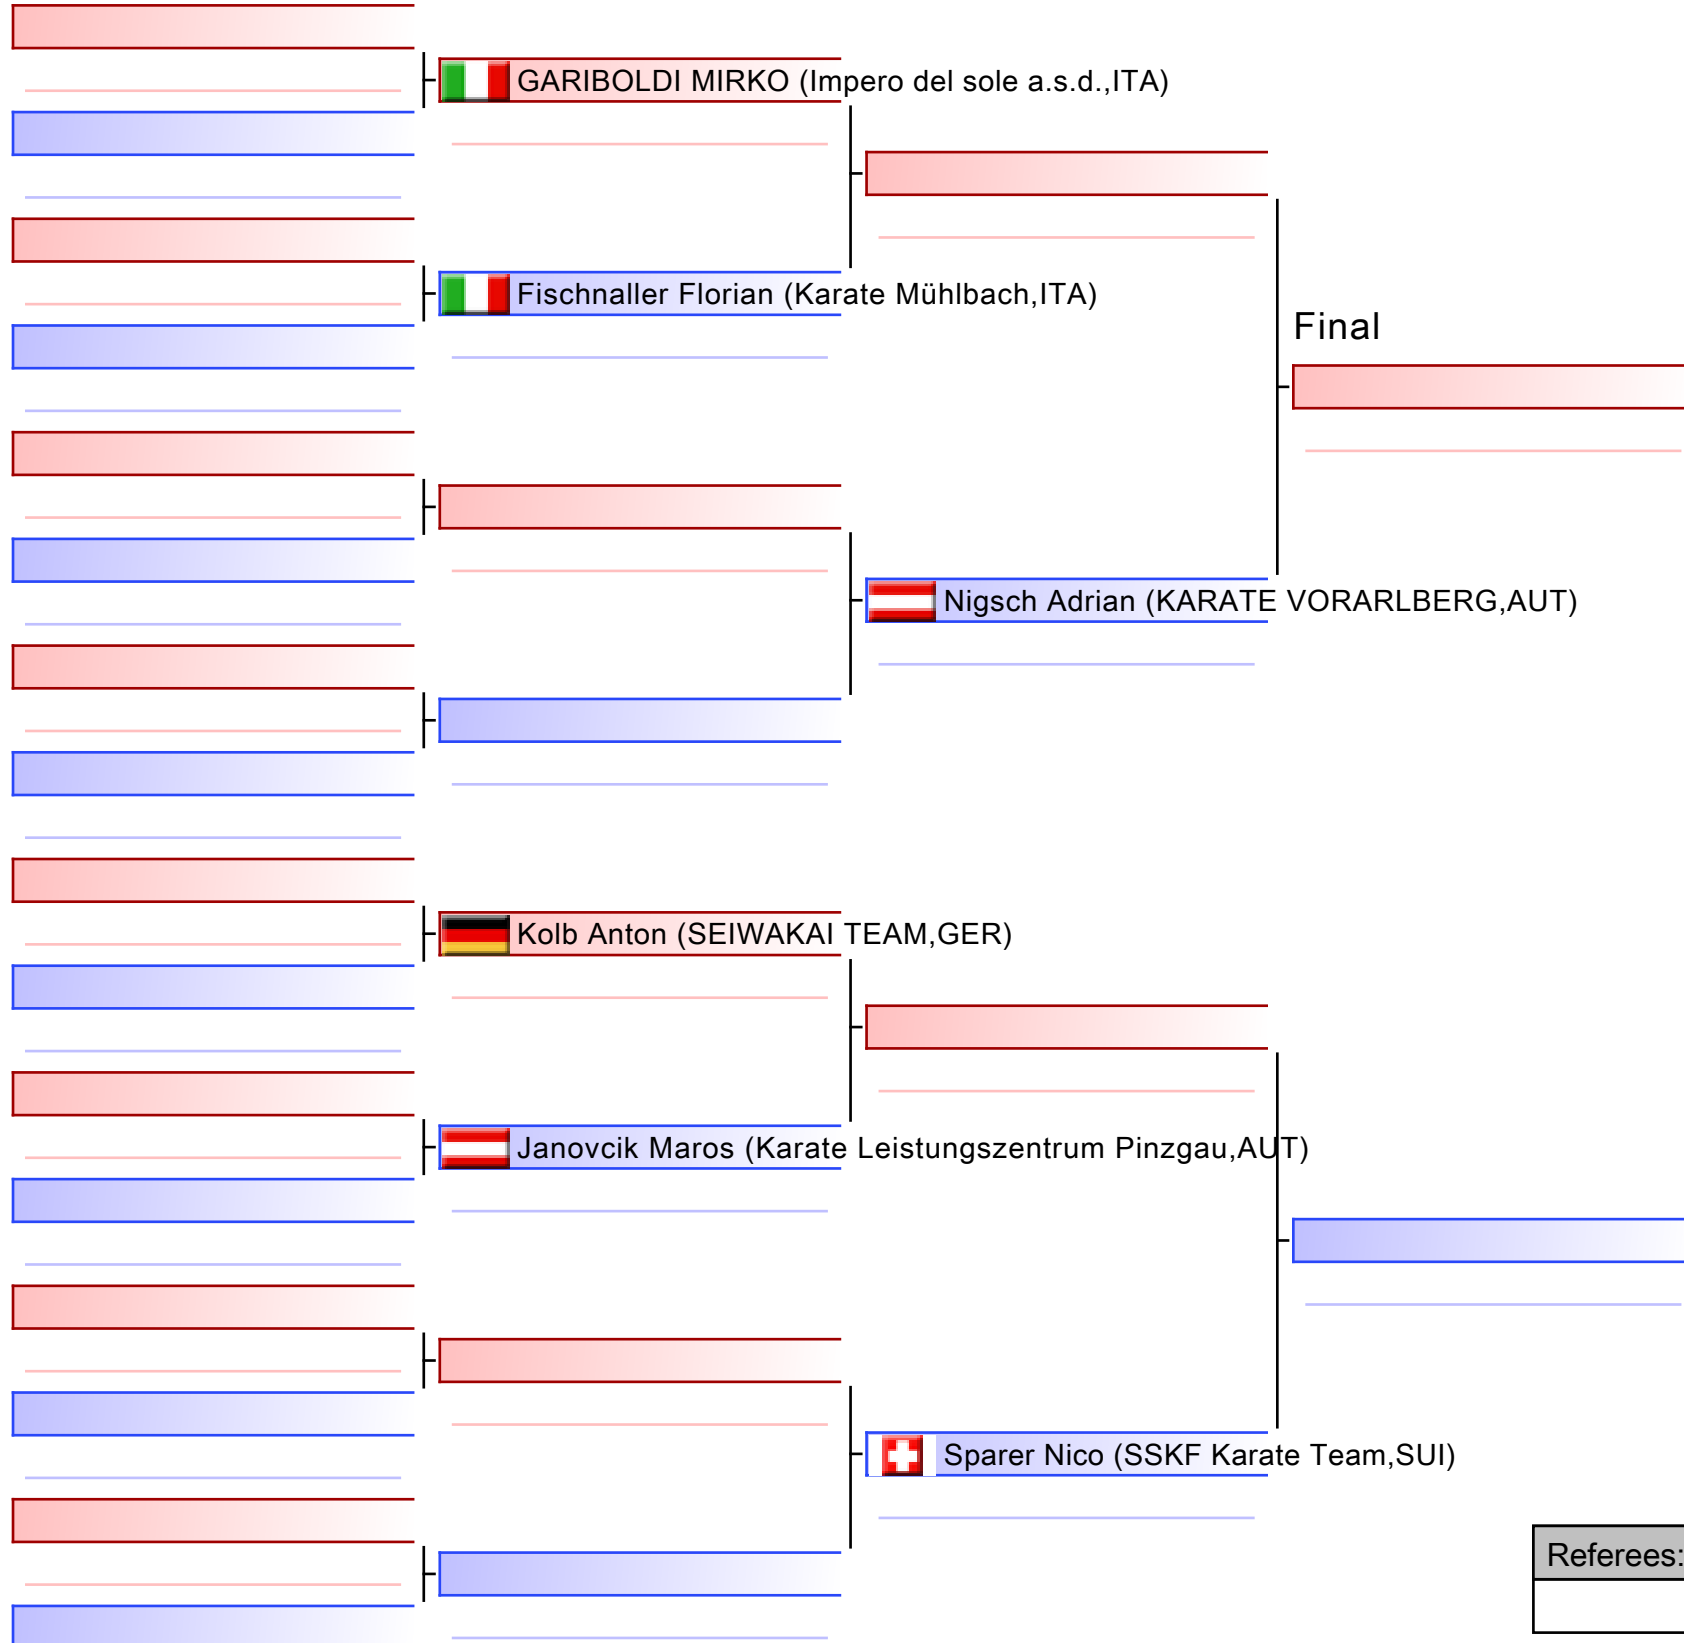 GARIBOLDI MIRKO (Impero del sole a.s.d.,ITA)
Fischnaller Florian (Karate Mühlbach,ITA)
Final
Nigsch Adrian (KARATE VORARLBERG,AUT)
Kolb Anton (SEIWAKAI TEAM,GER)
Janovcik Maros (Karate Leistungszentrum Pinzgau,AUT)
Sparer Nico (SSKF Karate Team,SUI)
Referees: